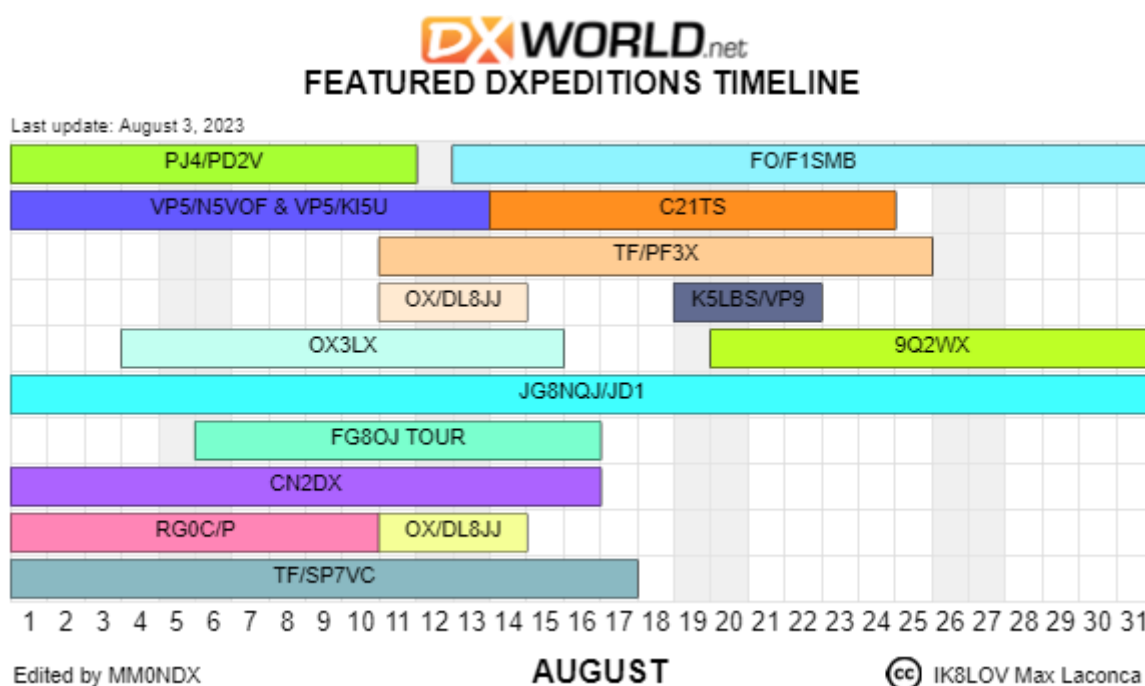 DX WORLD.net
FEATURED DXPEDITIONS TIMELINE
Last update: August 3, 2023
PJ4/PD2V FO/F1SMB
VP5/N5VOF & VP5/KI5U C21TS
TF/PF3X
OX/DL8JJ K5LBS/VP9
OX3LX 9Q2WX
JG8NQJ/JD1
FG8OJ TOUR
CN2DX
RG0C/P OX/DL8JJ
TF/SP7VC
1 2 3 4 5 6 7 8 9 10 11 12 13 14 15 16 17 18 19 20 21 22 23 24 25 26 27 28 29 30 31
Edited by MM0NDX AUGUST cc IK8LOV Max Laconca